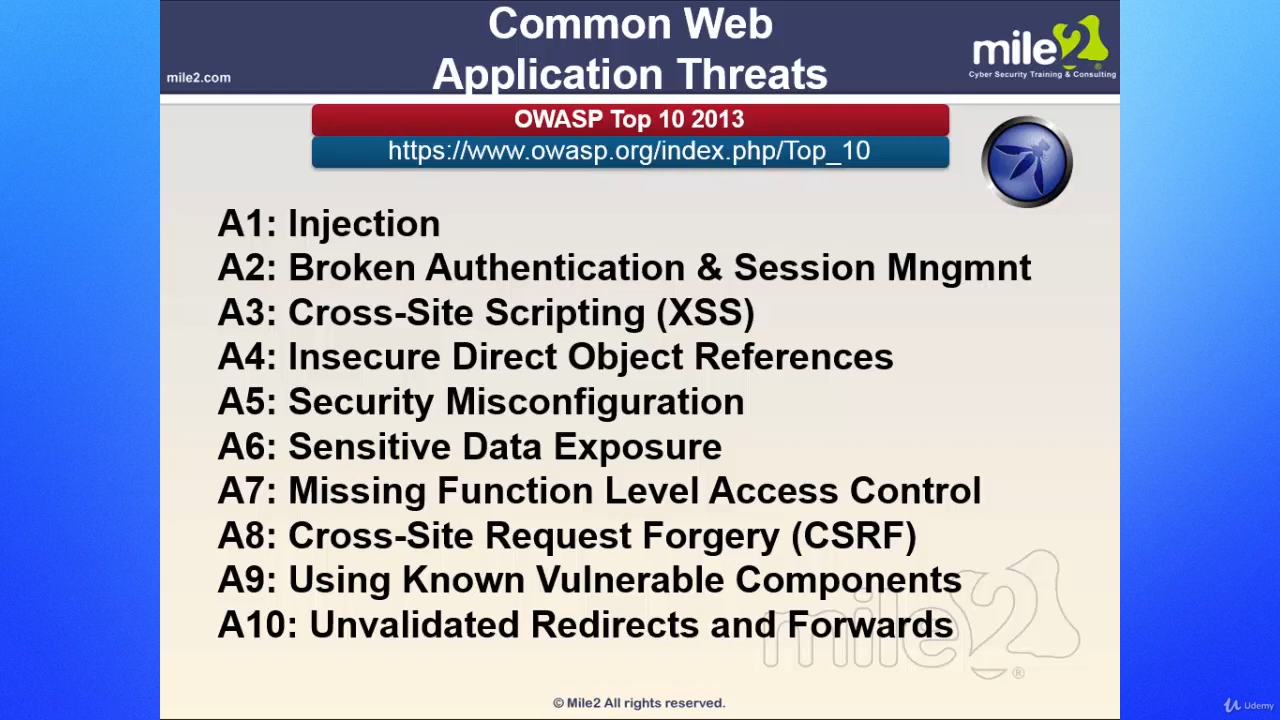 Common Web
Application Threats
mile2.com
mile2
Cyber Security Training & Consulting
OWASP Top 10 2013
https://www.owasp.org/index.php/Top_10
A1: Injection
A2: Broken Authentication & Session Mngmnt
A3: Cross-Site Scripting (XSS)
A4: Insecure Direct Object References
A5: Security Misconfiguration
A6: Sensitive Data Exposure
A7: Missing Function Level Access Control
A8: Cross-Site Request Forgery (CSRF)
A9: Using Known Vulnerable Components
A10: Unvalidated Redirects and Forwards
mile2®
© Mile2 All rights reserved.
Udemy